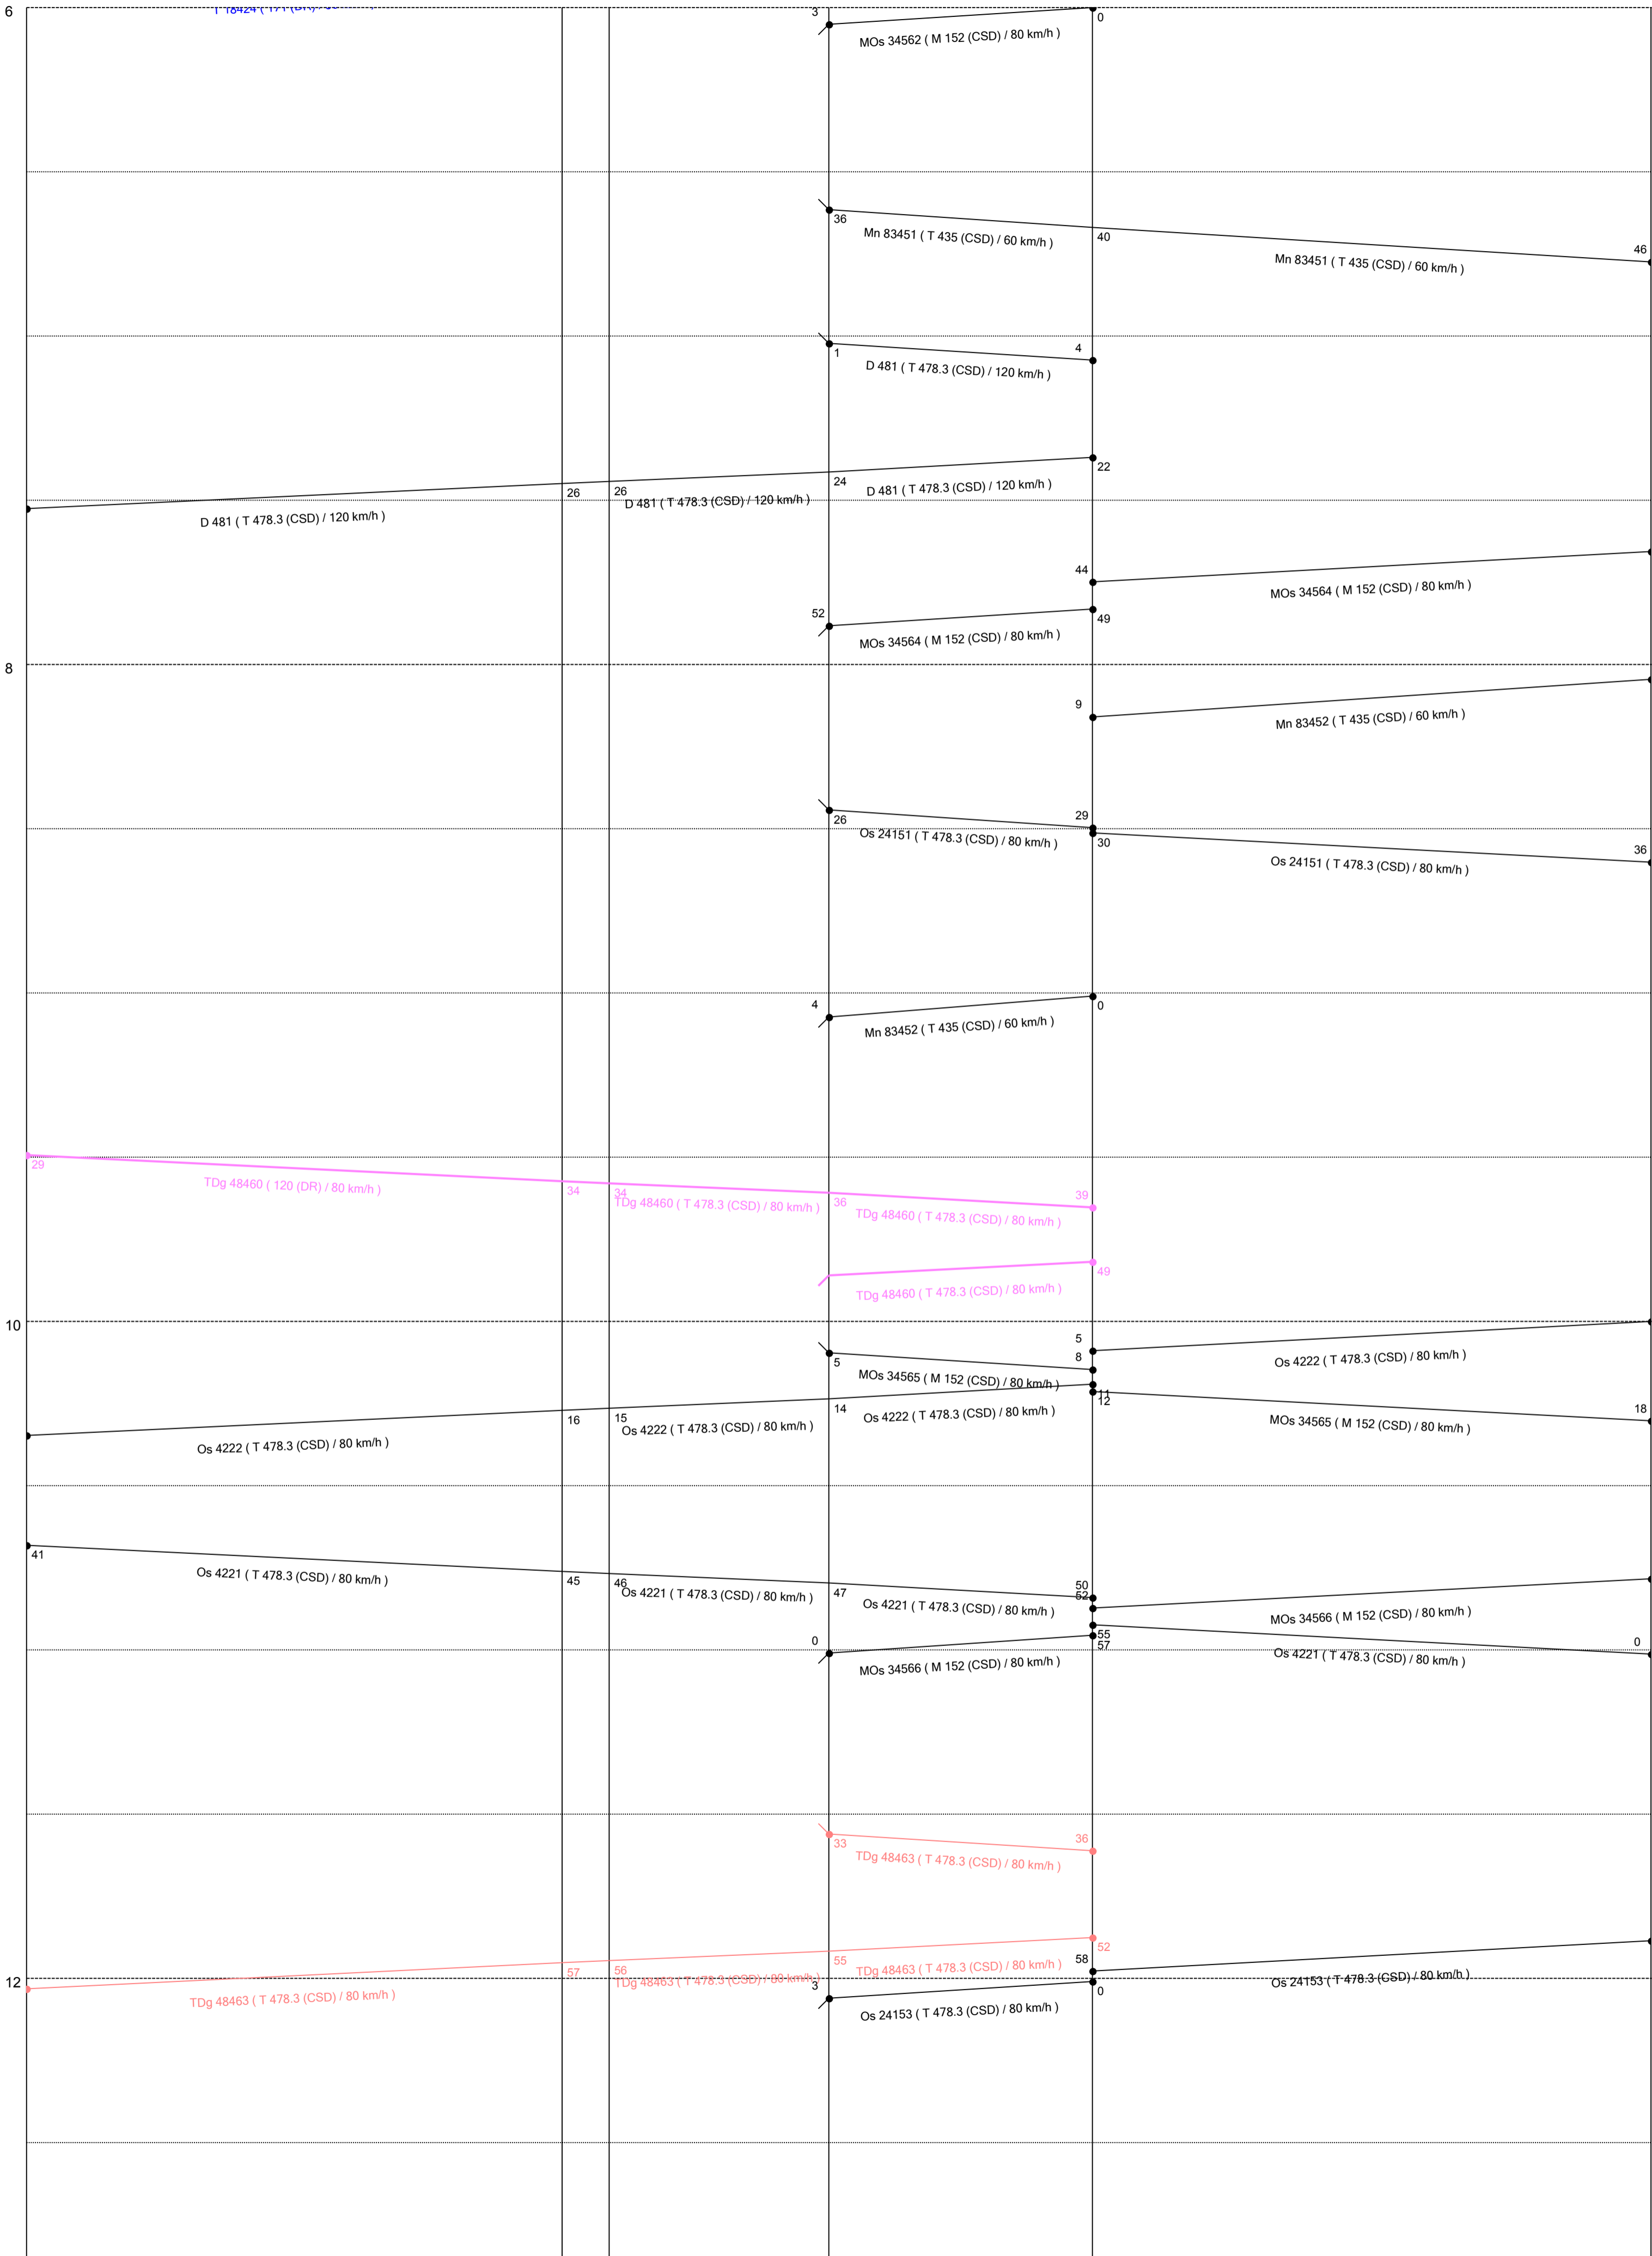 6
3
0
MOs 34562 ( M 152 (CSD) / 80 km/h )
36
Mn 83451 ( T 435 (CSD) / 60 km/h )
40
Mn 83451 ( T 435 (CSD) / 60 km/h )
46
1
D 481 ( T 478.3 (CSD) / 120 km/h )
4
22
24
D 481 ( T 478.3 (CSD) / 120 km/h )
26
26
D 481 ( T 478.3 (CSD) / 120 km/h )
D 481 ( T 478.3 (CSD) / 120 km/h )
44
MOs 34564 ( M 152 (CSD) / 80 km/h )
52
49
MOs 34564 ( M 152 (CSD) / 80 km/h )
8
9
Mn 83452 ( T 435 (CSD) / 60 km/h )
26
Os 24151 ( T 478.3 (CSD) / 80 km/h )
29
30
Os 24151 ( T 478.3 (CSD) / 80 km/h )
36
4
0
Mn 83452 ( T 435 (CSD) / 60 km/h )
29
TDg 48460 ( 120 (DR) / 80 km/h )
34
34
TDg 48460 ( T 478.3 (CSD) / 80 km/h )
36
TDg 48460 ( T 478.3 (CSD) / 80 km/h )
39
49
TDg 48460 ( T 478.3 (CSD) / 80 km/h )
10
5
Os 4222 ( T 478.3 (CSD) / 80 km/h )
5
MOs 34565 ( M 152 (CSD) / 80 km/h )
8
11
12
MOs 34565 ( M 152 (CSD) / 80 km/h )
18
14
Os 4222 ( T 478.3 (CSD) / 80 km/h )
16
15
Os 4222 ( T 478.3 (CSD) / 80 km/h )
Os 4222 ( T 478.3 (CSD) / 80 km/h )
41
Os 4221 ( T 478.3 (CSD) / 80 km/h )
45
46
Os 4221 ( T 478.3 (CSD) / 80 km/h )
47
Os 4221 ( T 478.3 (CSD) / 80 km/h )
50
52
MOs 34566 ( M 152 (CSD) / 80 km/h )
55
57
Os 4221 ( T 478.3 (CSD) / 80 km/h )
0
0
MOs 34566 ( M 152 (CSD) / 80 km/h )
33
TDg 48463 ( T 478.3 (CSD) / 80 km/h )
36
52
55
TDg 48463 ( T 478.3 (CSD) / 80 km/h )
57
56
TDg 48463 ( T 478.3 (CSD) / 80 km/h )
58
Os 24153 ( T 478.3 (CSD) / 80 km/h )
12
TDg 48463 ( T 478.3 (CSD) / 80 km/h )
3
0
Os 24153 ( T 478.3 (CSD) / 80 km/h )